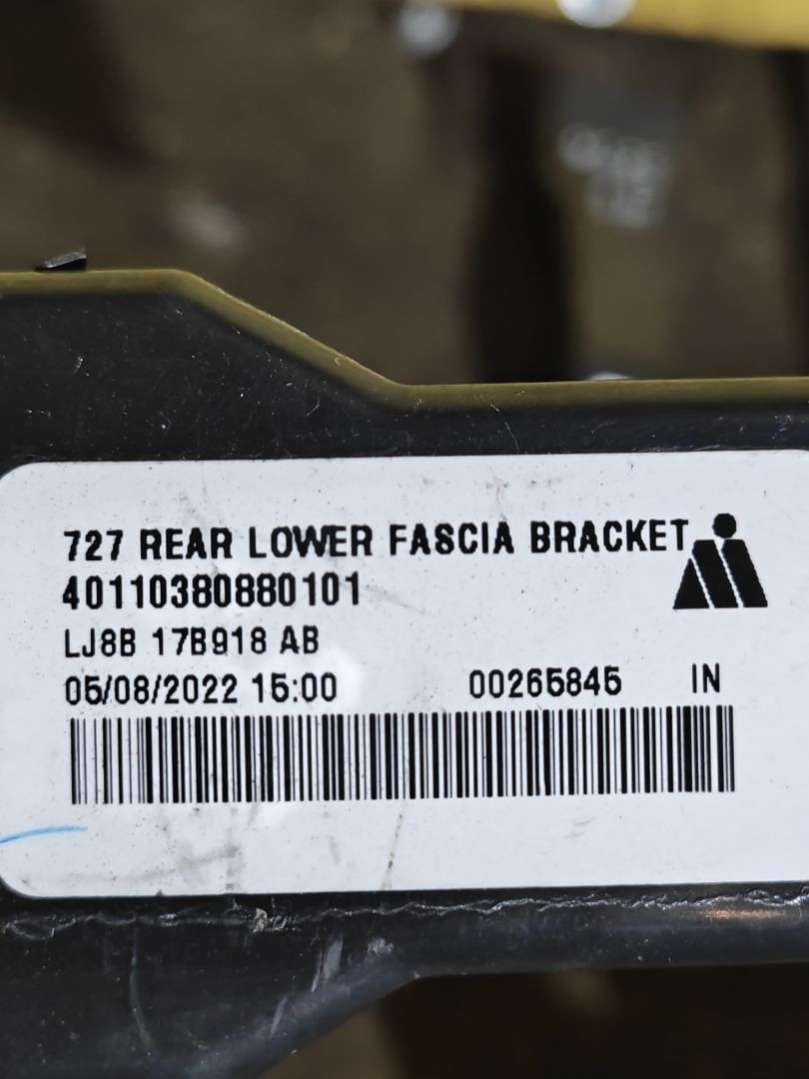 727 REAR LOWER FASCIA BRACKET
40110380880101
LJ8B 17B918 AB
05/08/2022 15:00 00265845 IN